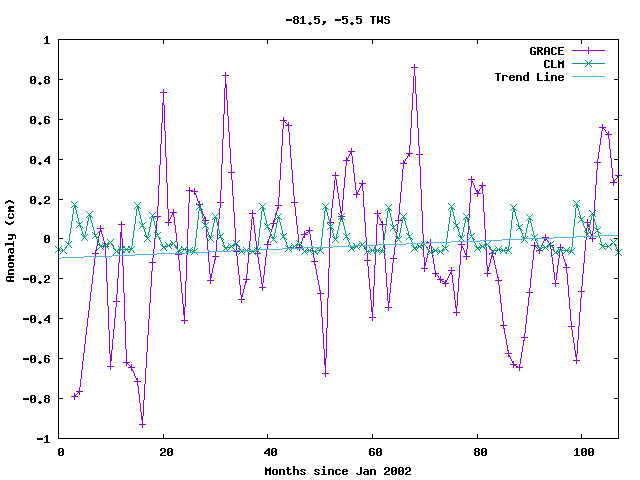 -81.5, -5.5 TWS
GRACE
CLM
Trend Line
1
0.8
0.6
0.4
0.2
0
-0.2
-0.4
-0.6
-0.8
-1
Anomaly (cm)
0 20 40 60 80 100
Months since Jan 2002